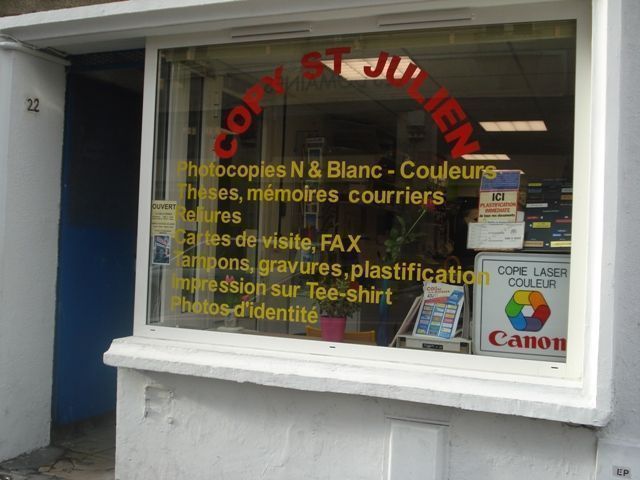 22
COPY ST JULIEN
Photocopies N & Blanc - Couleurs
Theses, mémoires courriers
Reliures
Cartes de visite, FAX
Tampons, gravures, plastification
Impression sur Tee-shirt
Photos d'identité
OUVERT
ICI
PLASTIFICATION
IMMEDIATE
COPIE LASER
COULEUR
Canon
EP